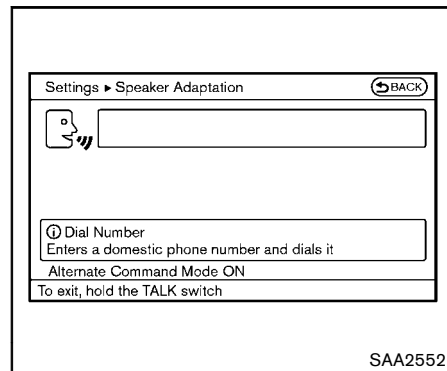 Settings ▶ Speaker Adaptation
BACK
ⓘ Dial Number
Enters a domestic phone number and dials it
Alternate Command Mode ON
To exit, hold the TALK switch
SAA2552